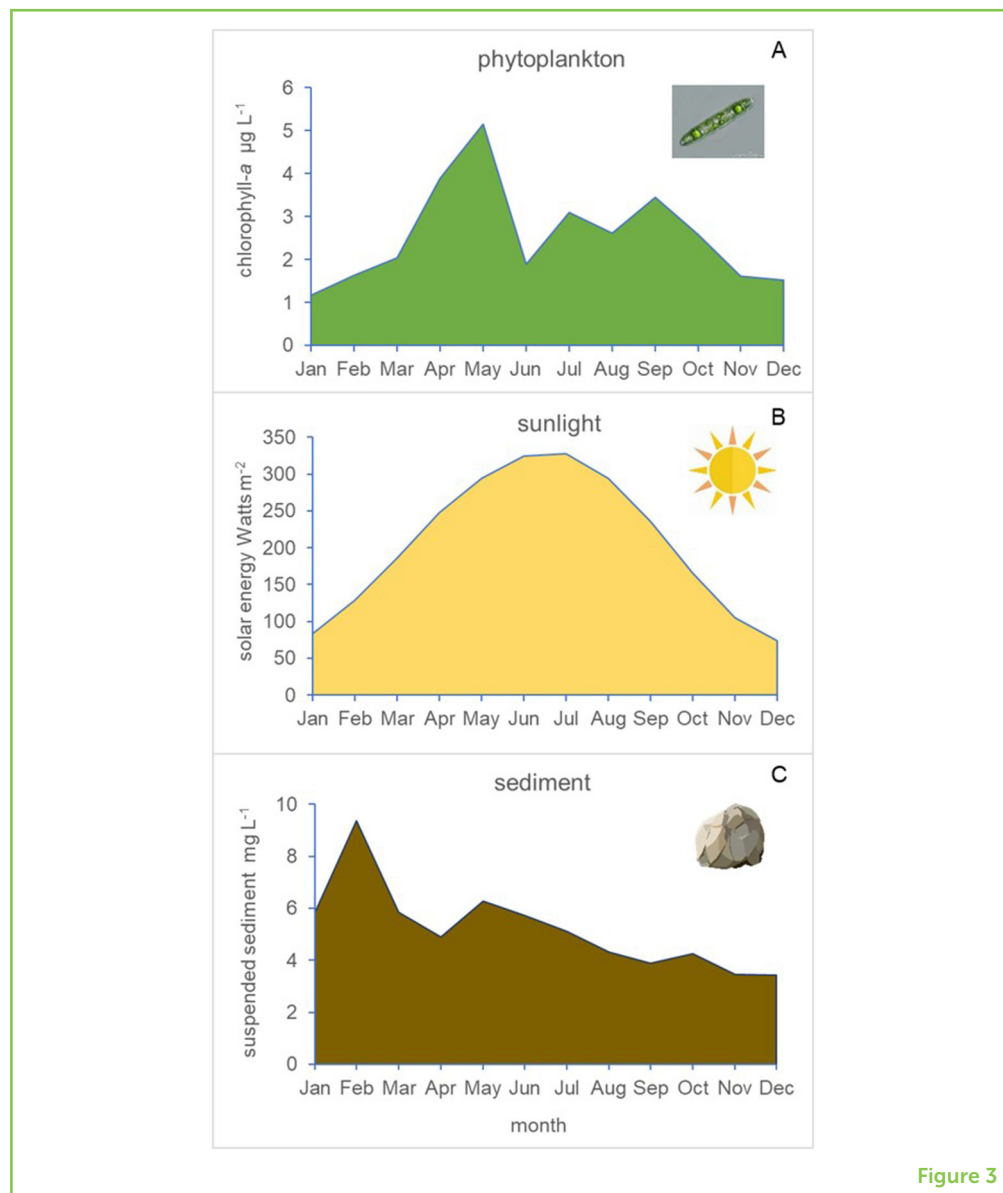 A
phytoplankton
chlorophyll-a µg L⁻¹
6
5
4
3
2
1
0
Jan Feb Mar Apr May Jun Jul Aug Sep Oct Nov Dec
B
sunlight
solar energy Watts m⁻²
350
300
250
200
150
100
50
0
Jan Feb Mar Apr May Jun Jul Aug Sep Oct Nov Dec
C
sediment
suspended sediment mg L⁻¹
10
8
6
4
2
0
Jan Feb Mar Apr May Jun Jul Aug Sep Oct Nov Dec
month
Figure 3